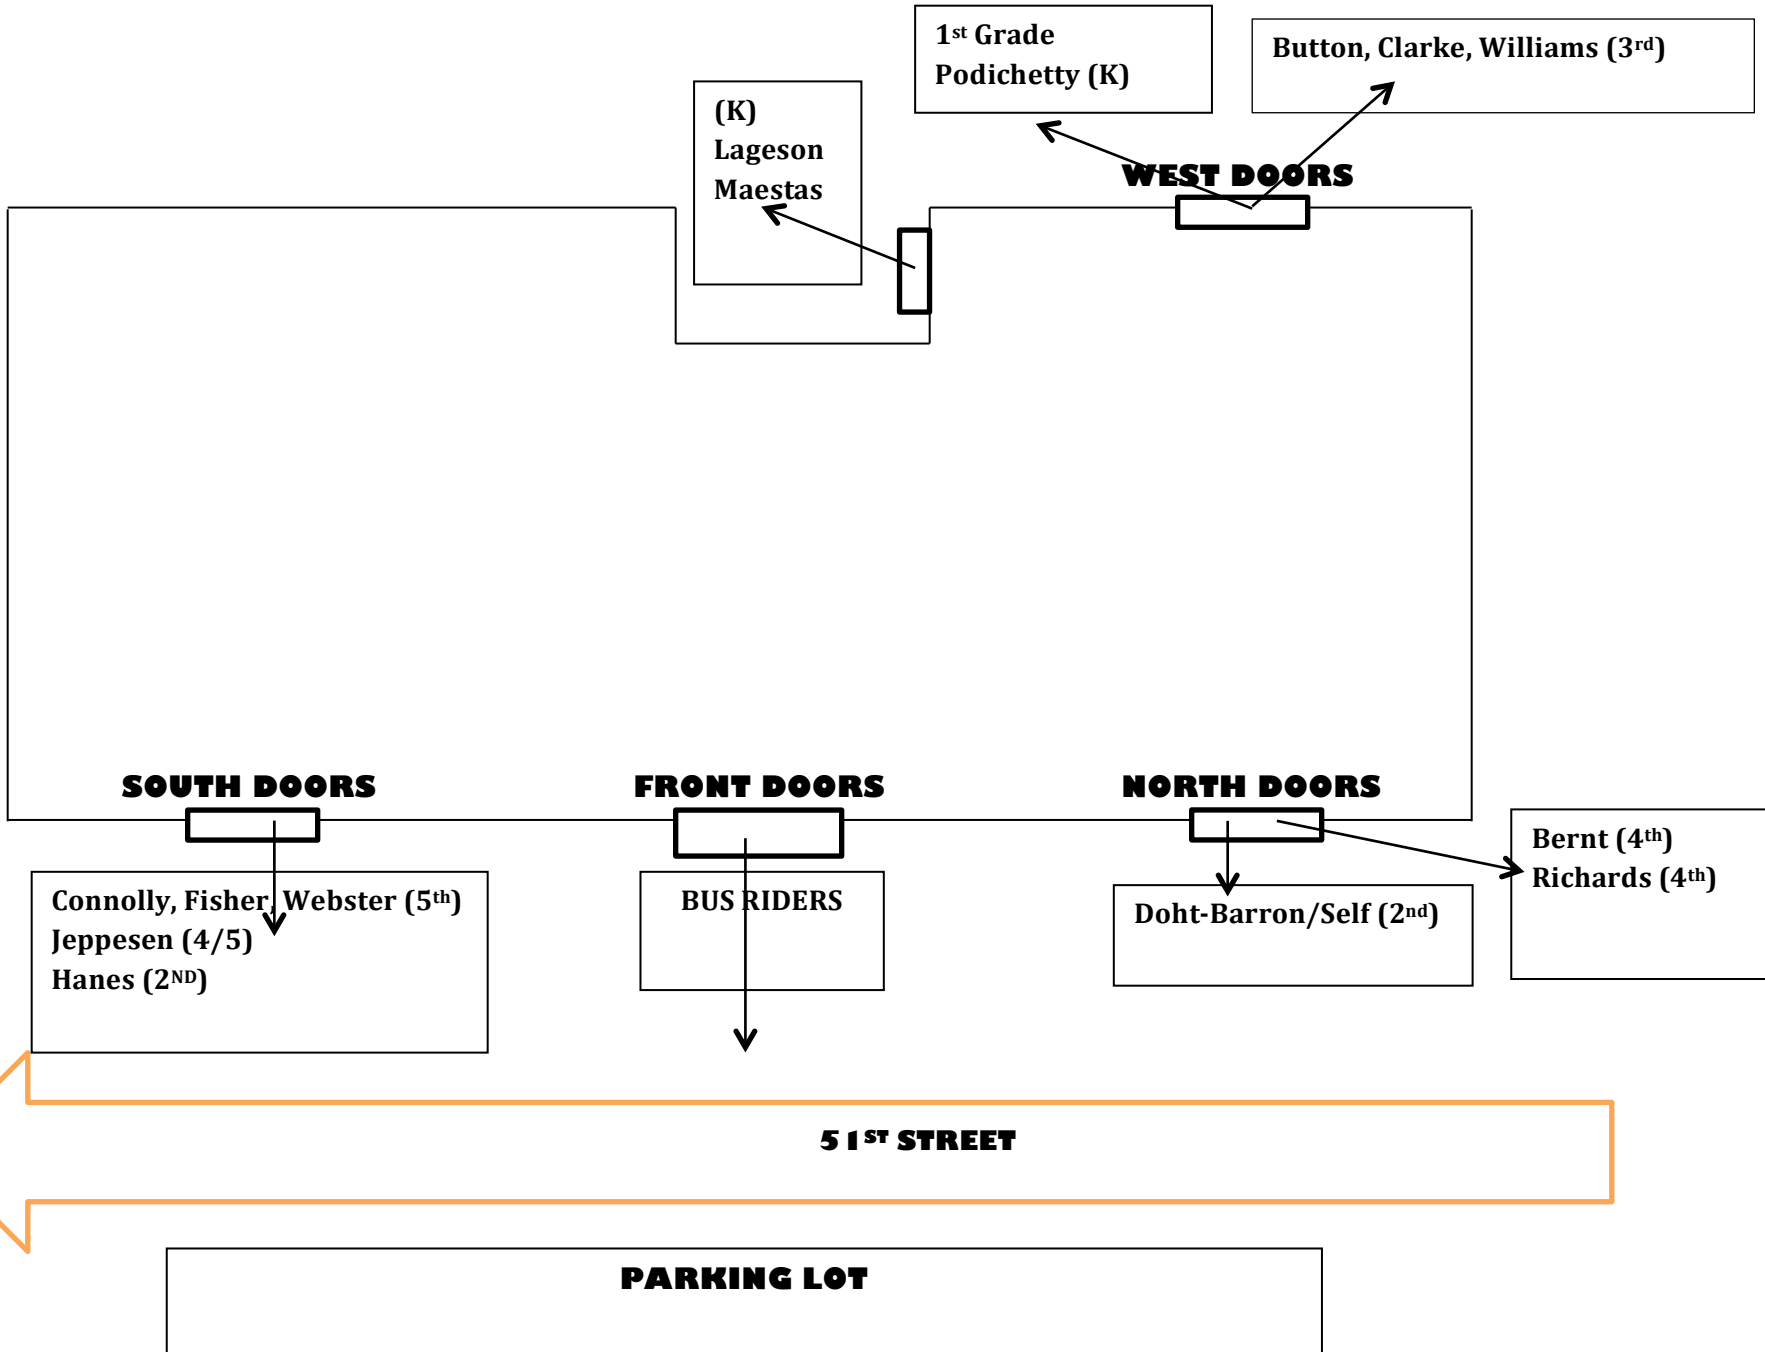 1st Grade
Podichetty (K)
Button, Clarke, Williams (3rd)
(K)
Lageson
Maestas
WEST DOORS
SOUTH DOORS
FRONT DOORS
NORTH DOORS
Connolly, Fisher, Webster (5th)
Jeppesen (4/5)
Hanes (2ND)
BUS RIDERS
Doht-Barron/Self (2nd)
Bernt (4th)
Richards (4th)
51ST STREET
PARKING LOT